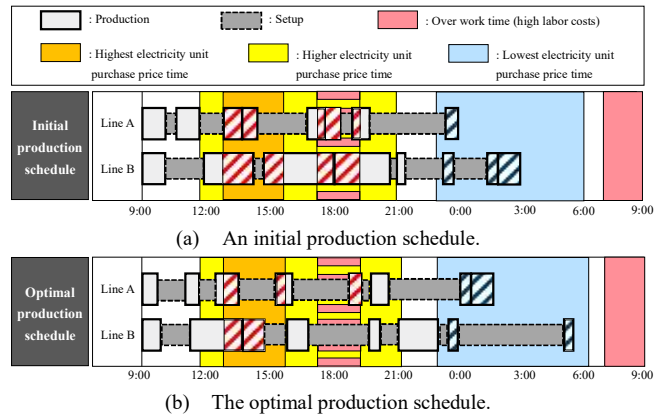 : Production
: Setup
: Over work time (high labor costs)
: Highest electricity unit
purchase price time
: Higher electricity unit
purchase price time
: Lowest electricity unit
purchase price time
Initial
production
schedule
Line A
Line B
9:00 12:00 15:00 18:00 21:00 0:00 3:00 6:00 9:00
(a) An initial production schedule.
Optimal
production
schedule
Line A
Line B
9:00 12:00 15:00 18:00 21:00 0:00 3:00 6:00 9:00
(b) The optimal production schedule.